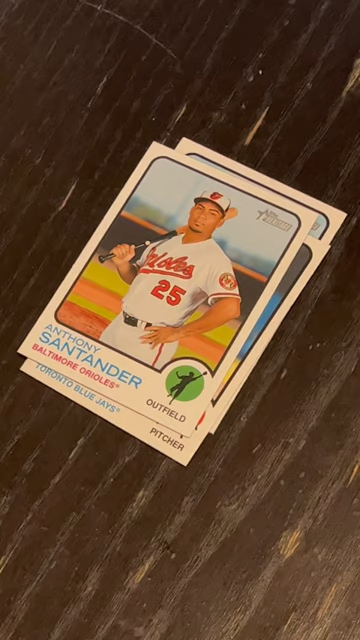 Topps
HERITAGE
Orioles
25
ANTHONY
SANTANDER
BALTIMORE ORIOLES®
OUTFIELD
TORONTO BLUE JAYS®
PITCHER